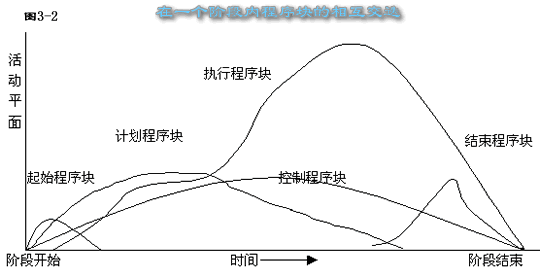 图3-2
在一个阶段内程序块的相互交迭
活动平面
执行程序块
计划程序块
结束程序块
起始程序块
控制程序块
阶段开始
时间
阶段结束